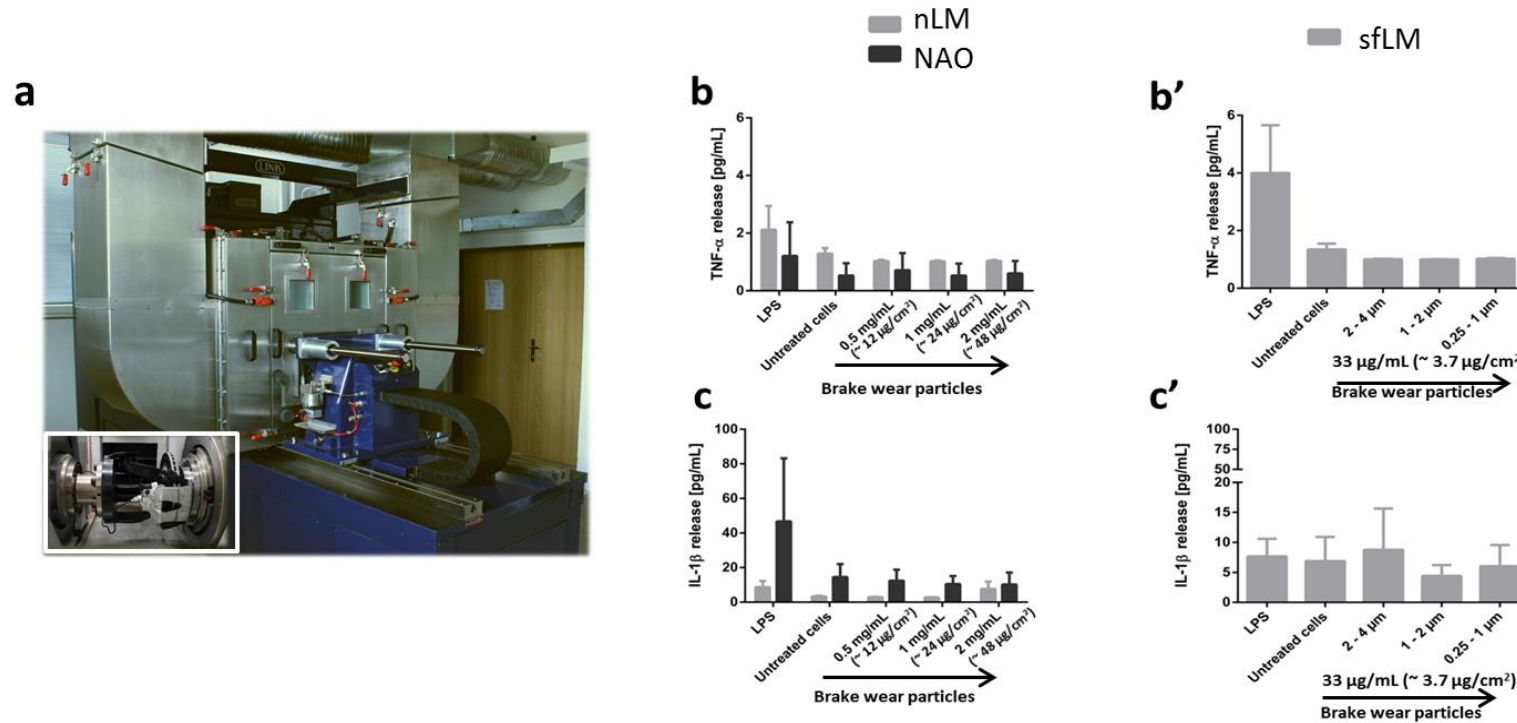 nLM
NAO
sfLM
a
LINK
b
TNF-α release [pg/mL]
6
4
2
0
LPS
Untreated cells
0.5 mg/mL
(~ 12 µg/cm²)
1 mg/mL
(~ 24 µg/cm²)
2 mg/mL
(~ 48 µg/cm²)
Brake wear particles
b’
TNF-α release [pg/mL]
6
4
2
0
LPS
Untreated cells
2 - 4 µm
1 - 2 µm
0.25 - 1 µm
33 µg/mL (~ 3.7 µg/cm²
Brake wear particles
c
IL-1β release [pg/mL]
100
80
60
40
20
0
LPS
Untreated cells
0.5 mg/mL
(~ 12 µg/cm²)
1 mg/mL
(~ 24 µg/cm²)
2 mg/mL
(~ 48 µg/cm²)
Brake wear particles
c’
IL-1β release [pg/mL]
100
75
50
20
15
10
5
0
LPS
Untreated cells
2 - 4 µm
1 - 2 µm
0.25 - 1 µm
33 µg/mL (~ 3.7 µg/cm²)
Brake wear particles